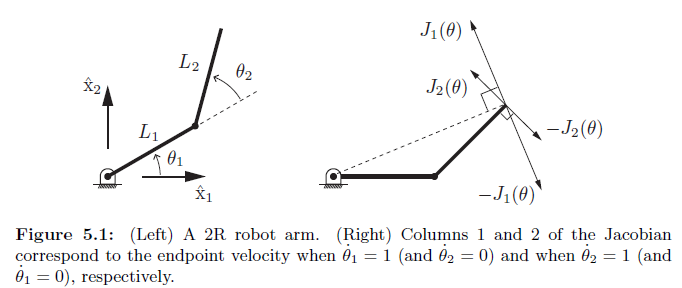 L₂
θ₂
x̂₂
L₁
θ₁
x̂₁
J₁(θ)
J₂(θ)
−J₂(θ)
−J₁(θ)
Figure 5.1: (Left) A 2R robot arm. (Right) Columns 1 and 2 of the Jacobian
correspond to the endpoint velocity when θ̇₁ = 1 (and θ̇₂ = 0) and when θ̇₂ = 1 (and
θ̇₁ = 0), respectively.